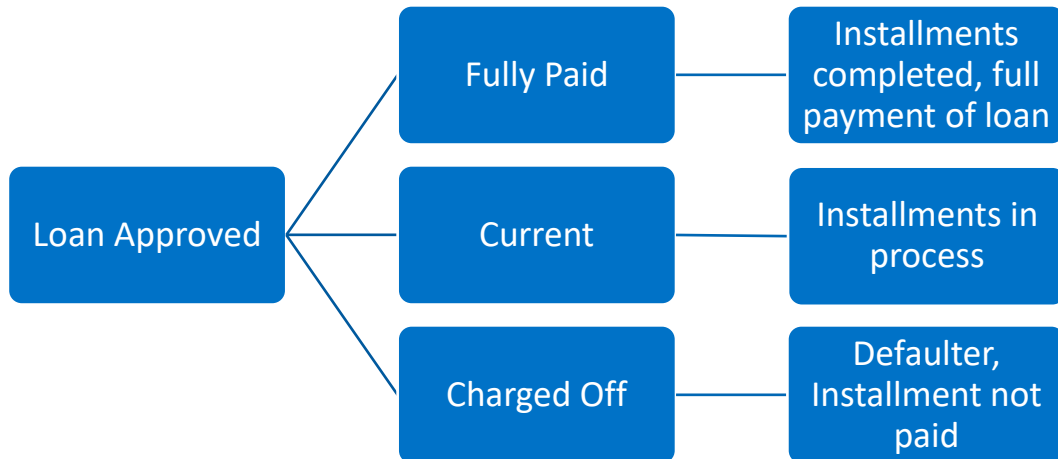 Loan Approved
Fully Paid
Installments
completed, full
payment of loan
Current
Installments in
process
Charged Off
Defaulter,
Installment not
paid